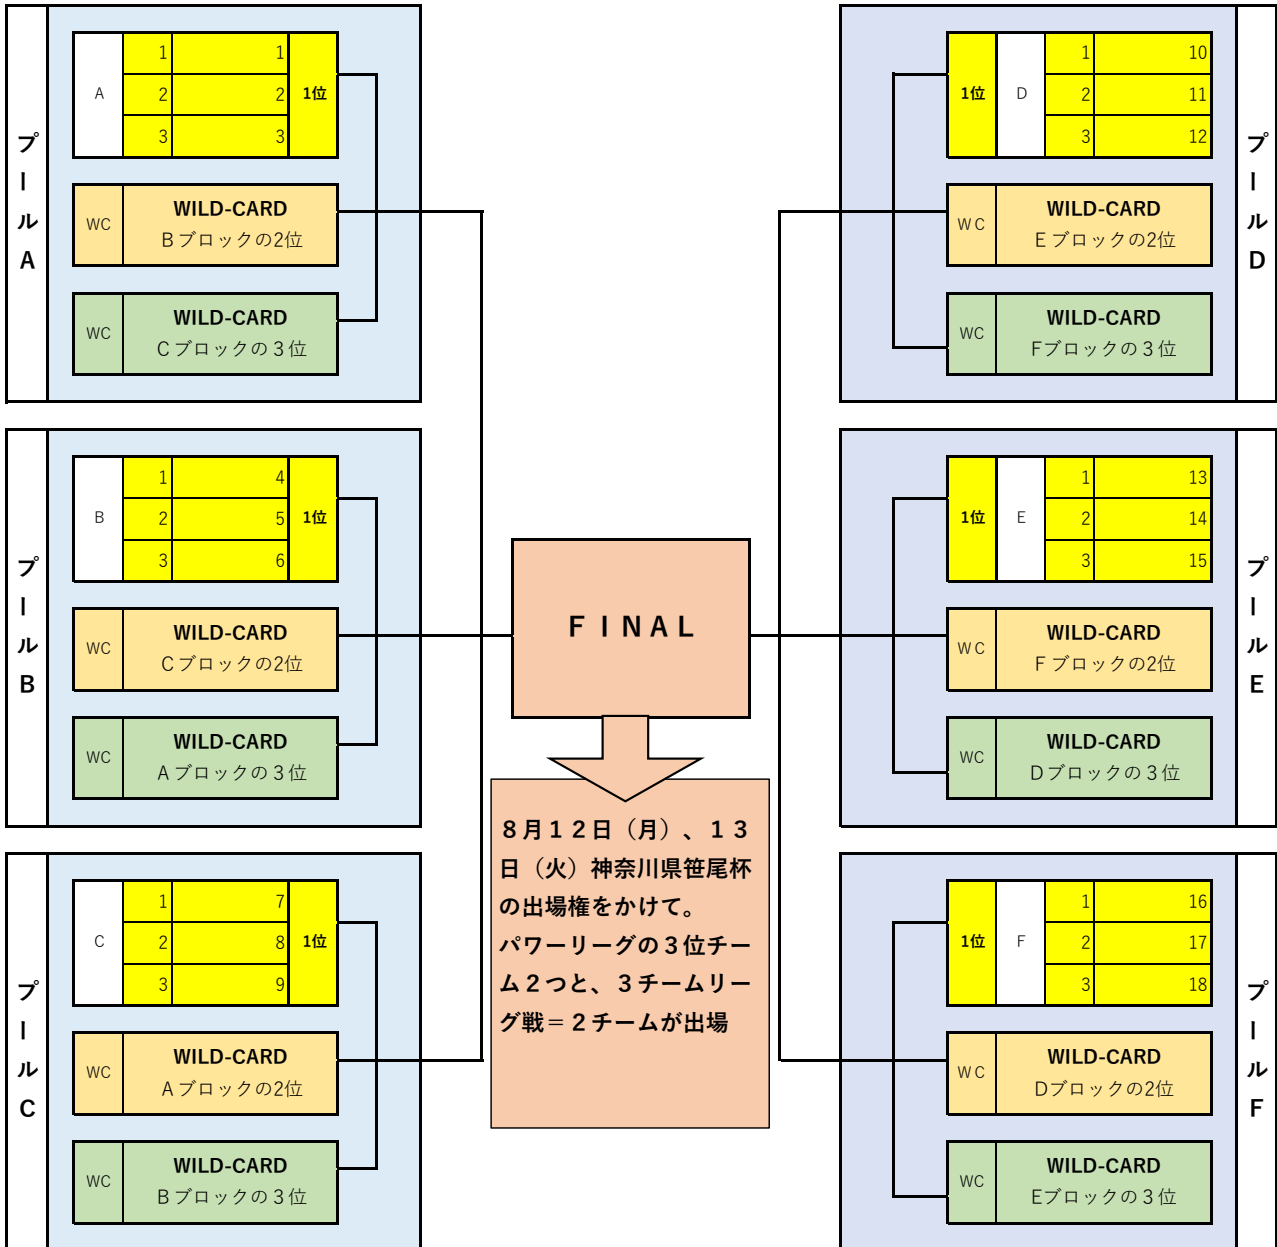 プールA
A
1 1
2 2
3 3
1位
WC
WILD-CARD
Bブロックの2位
WC
WILD-CARD
Cブロックの３位
プールB
B
1 4
2 5
3 6
1位
WC
WILD-CARD
Cブロックの2位
WC
WILD-CARD
Aブロックの３位
プールC
C
1 7
2 8
3 9
1位
WC
WILD-CARD
Aブロックの2位
WC
WILD-CARD
Bブロックの３位
ＦＩＮＡＬ
８月１２日（月）、１３
日（火）神奈川県笹尾杯
の出場権をかけて。
パワーリーグの３位チー
ム２つと、３チームリー
グ戦＝２チームが出場
プールD
1位
D
1 10
2 11
3 12
WC
WILD-CARD
Eブロックの2位
WC
WILD-CARD
Fブロックの３位
プールE
1位
E
1 13
2 14
3 15
WC
WILD-CARD
Fブロックの2位
WC
WILD-CARD
Dブロックの３位
プールF
1位
F
1 16
2 17
3 18
WC
WILD-CARD
Dブロックの2位
WC
WILD-CARD
Eブロックの３位